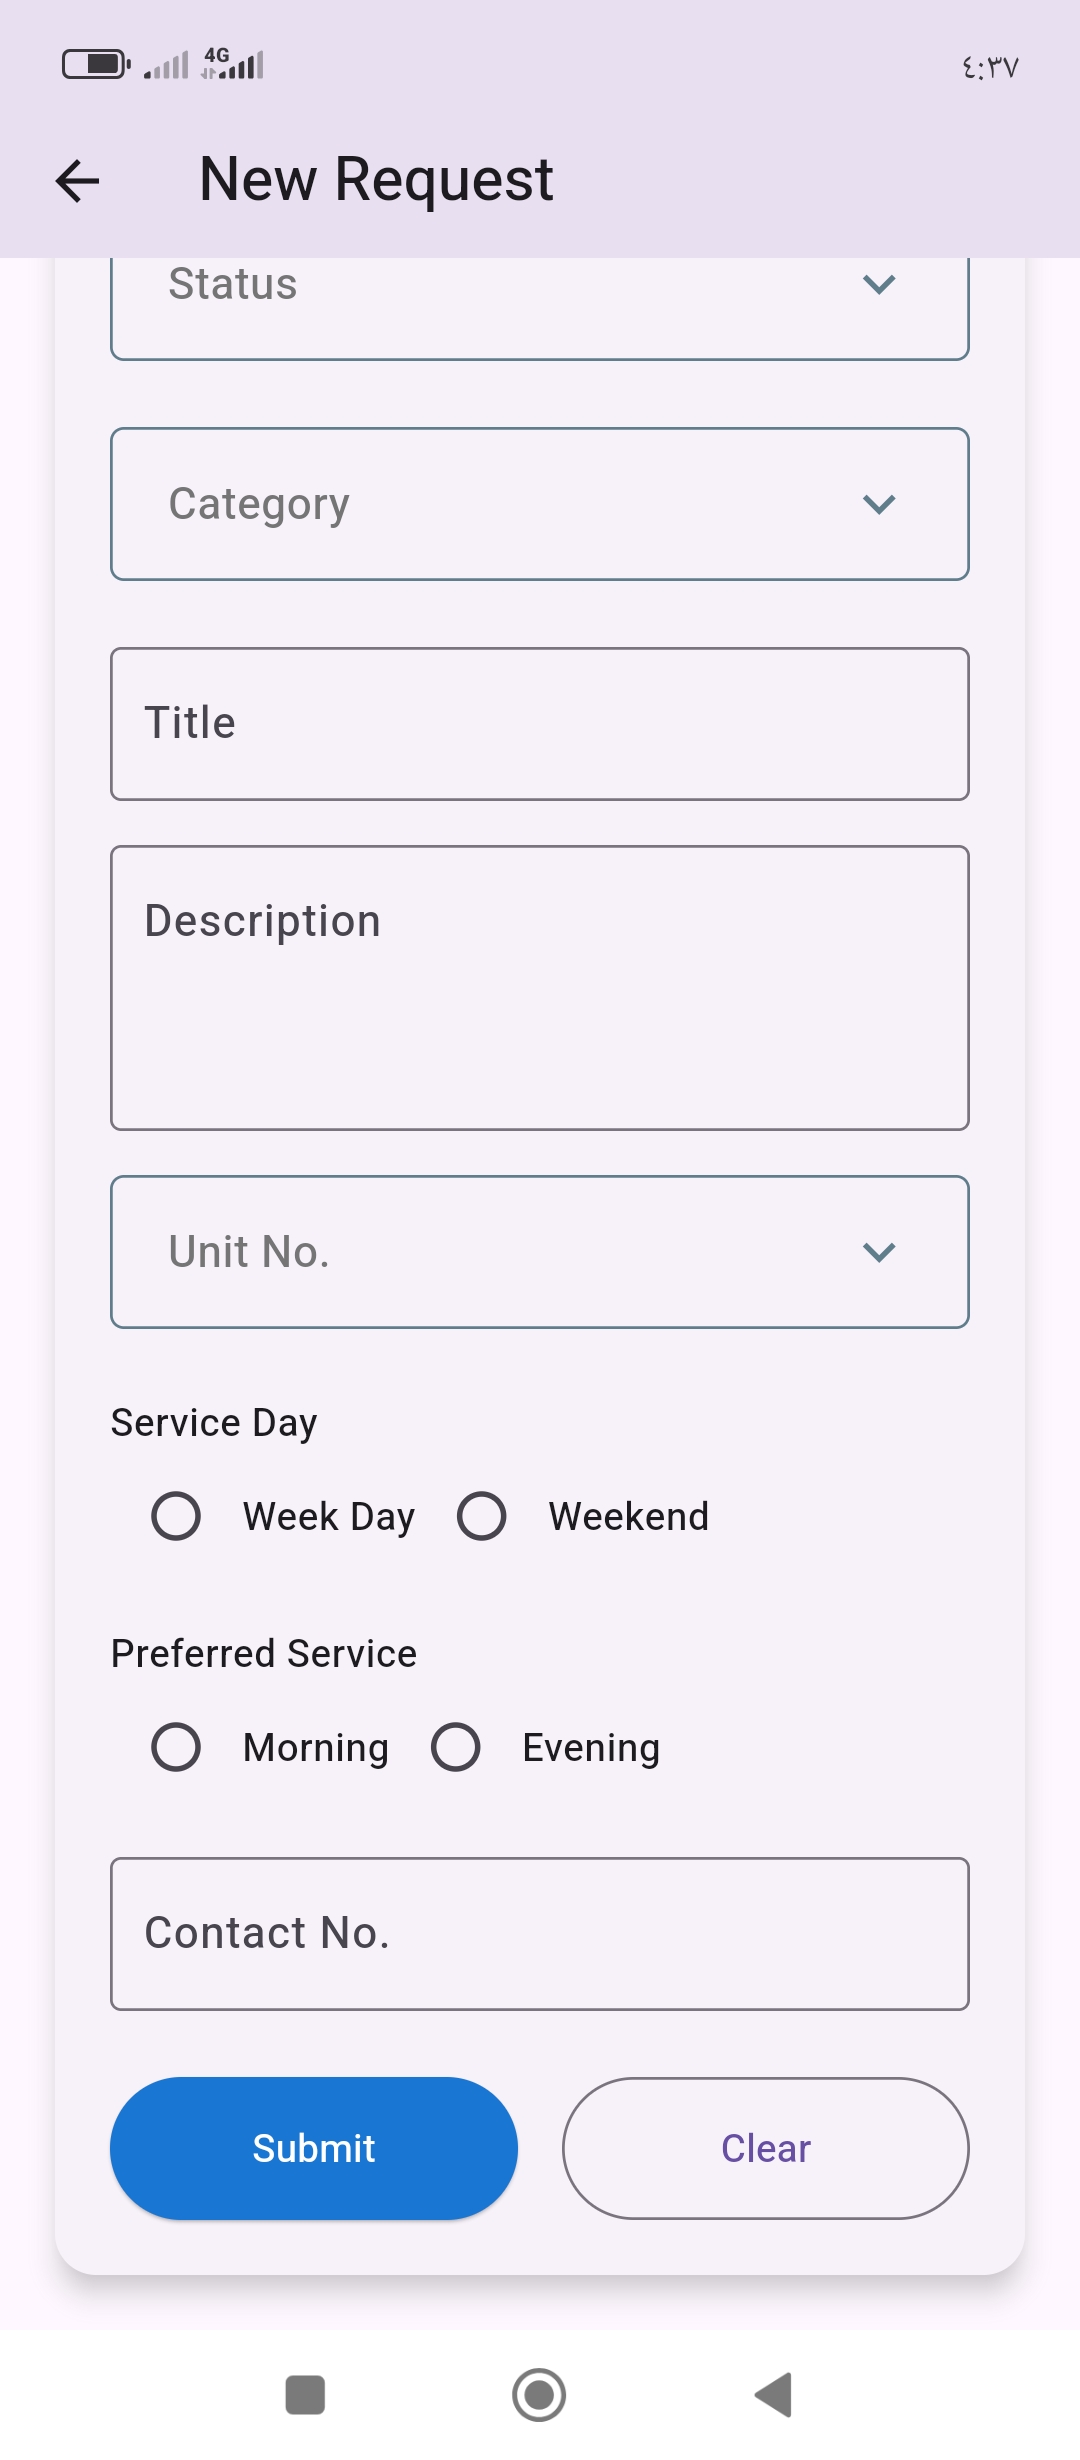 4G
٤:٣٧
New Request
Status
Category
Title
Description
Unit No.
Service Day
Week Day Weekend
Preferred Service
Morning Evening
Contact No.
Submit Clear